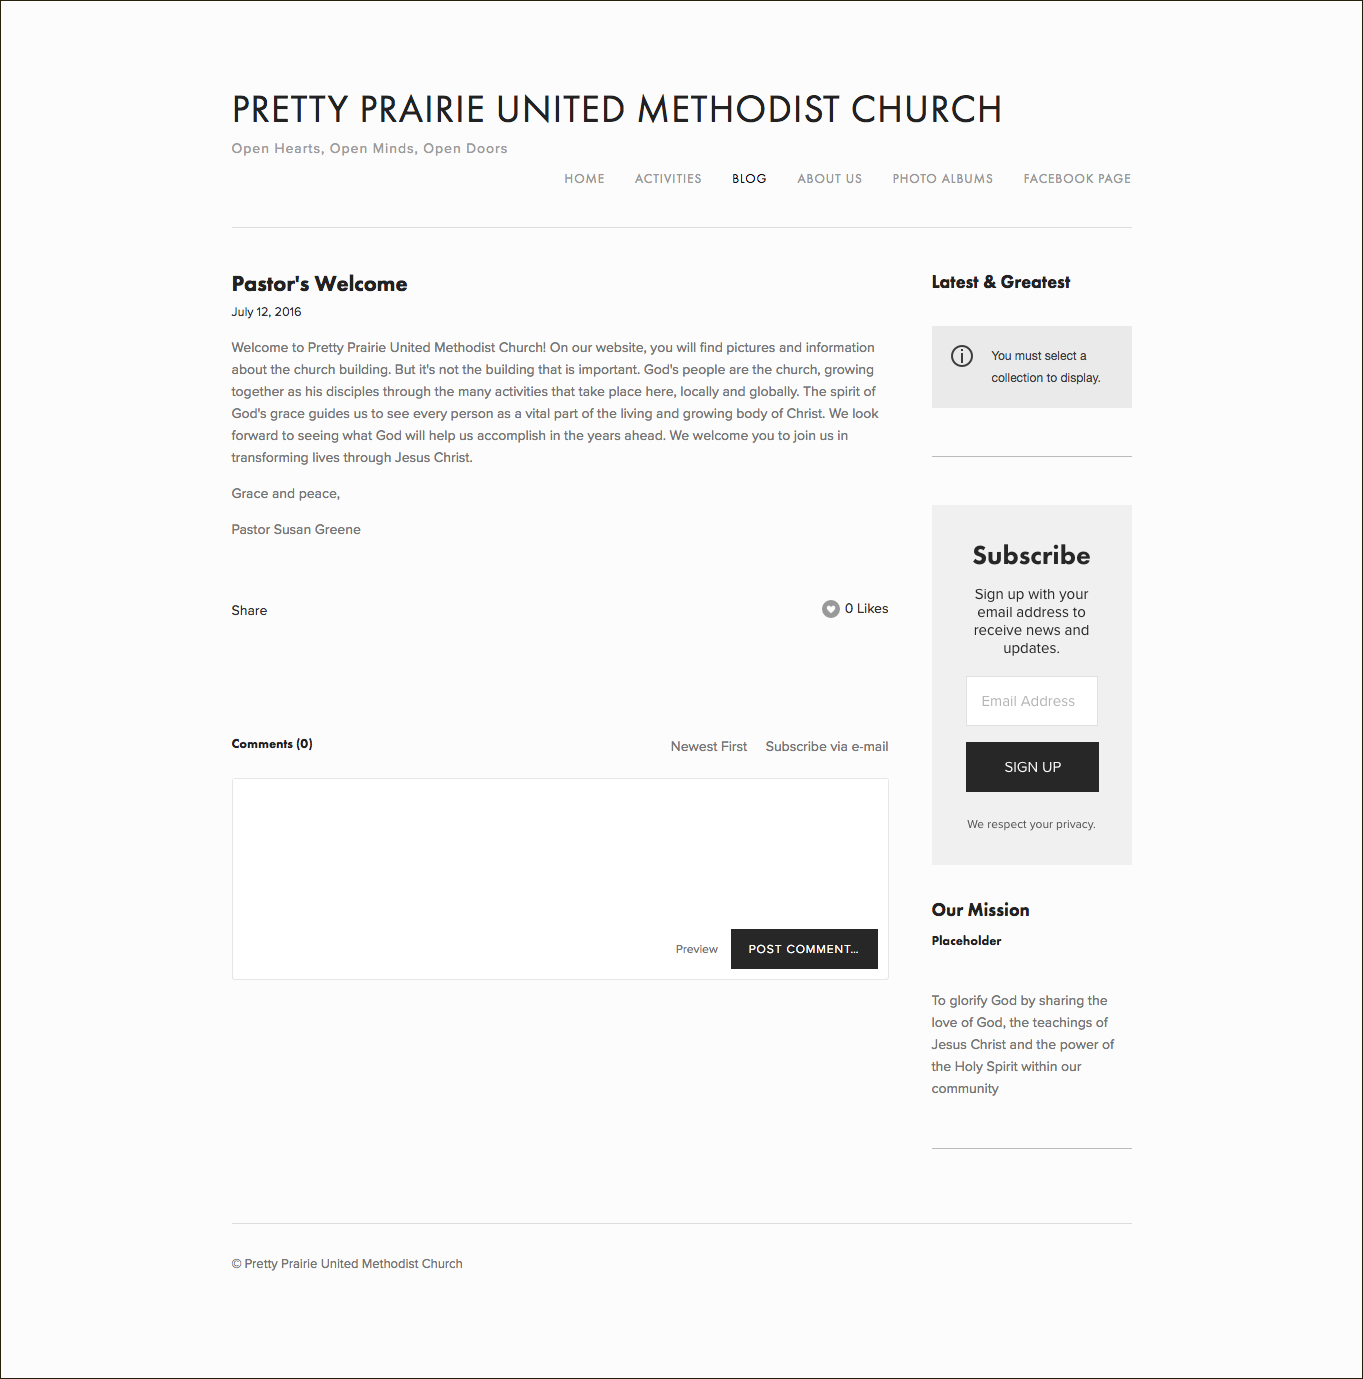 PRETTY PRAIRIE UNITED METHODIST CHURCH
Open Hearts, Open Minds, Open Doors
HOME ACTIVITIES BLOG ABOUT US PHOTO ALBUMS FACEBOOK PAGE
Pastor's Welcome
July 12, 2016
Welcome to Pretty Prairie United Methodist Church! On our website, you will find pictures and information
about the church building. But it's not the building that is important. God's people are the church, growing
together as his disciples through the many activities that take place here, locally and globally. The spirit of
God's grace guides us to see every person as a vital part of the living and growing body of Christ. We look
forward to seeing what God will help us accomplish in the years ahead. We welcome you to join us in
transforming lives through Jesus Christ.
Grace and peace,
Pastor Susan Greene
Share
0 Likes
Comments (0)
Newest First Subscribe via e-mail
Preview
POST COMMENT...
Latest & Greatest
You must select a
collection to display.
Subscribe
Sign up with your
email address to
receive news and
updates.
Email Address
SIGN UP
We respect your privacy.
Our Mission
Placeholder
To glorify God by sharing the
love of God, the teachings of
Jesus Christ and the power of
the Holy Spirit within our
community
© Pretty Prairie United Methodist Church